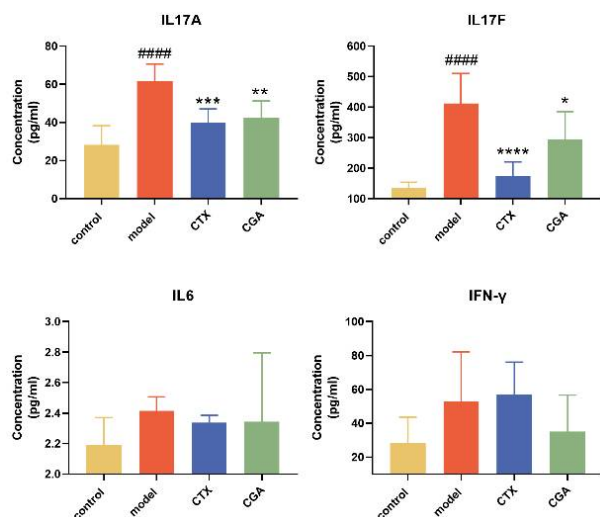 IL17A
Concentration
(pg/ml)
80
60
40
20
0
####
***
**
control
model
CTX
CGA
IL17F
Concentration
(pg/ml)
600
500
400
300
200
100
####
****
*
control
model
CTX
CGA
IL6
Concentration
(pg/ml)
3.0
2.8
2.6
2.4
2.2
2.0
control
model
CTX
CGA
IFN-γ
Concentration
(pg/ml)
100
80
60
40
20
control
model
CTX
CGA